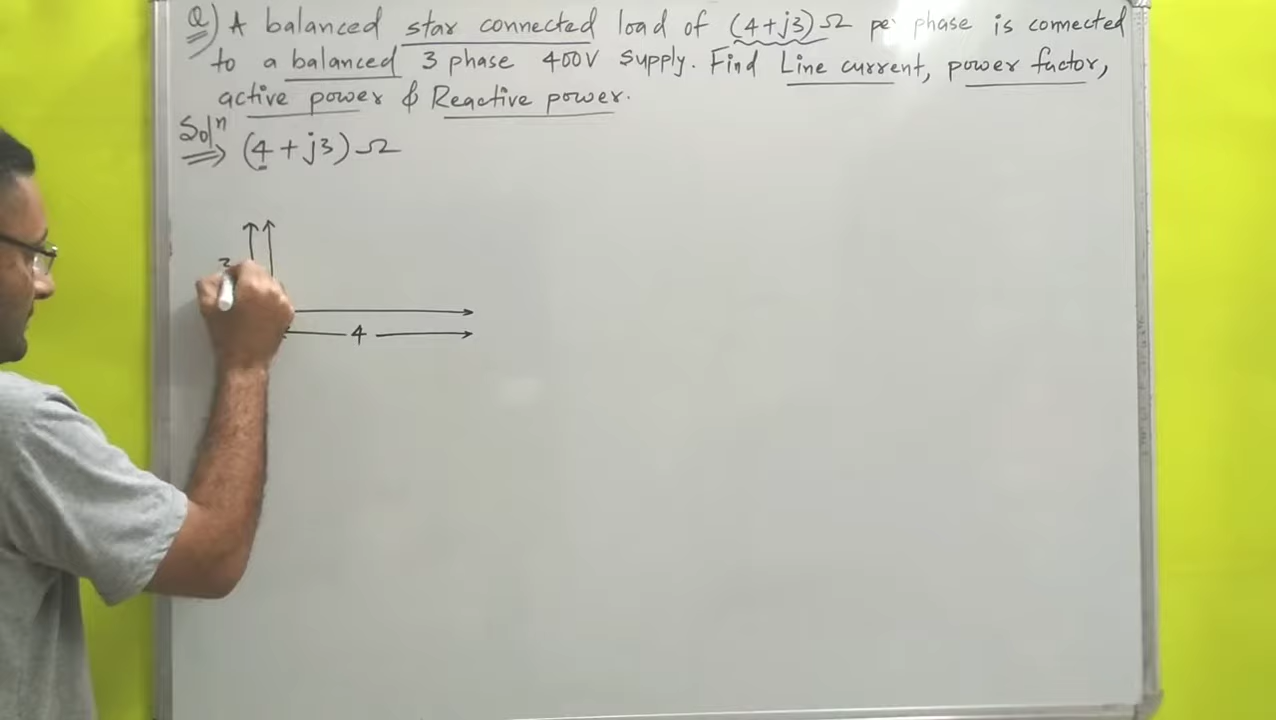 Q) A balanced star connected load of (4+j3)Ω pe phase is connected
to a balanced 3 phase 400V supply. Find Line current, power factor,
active power & Reactive power.
Solⁿ
⇒ (4+j3)Ω
3
4